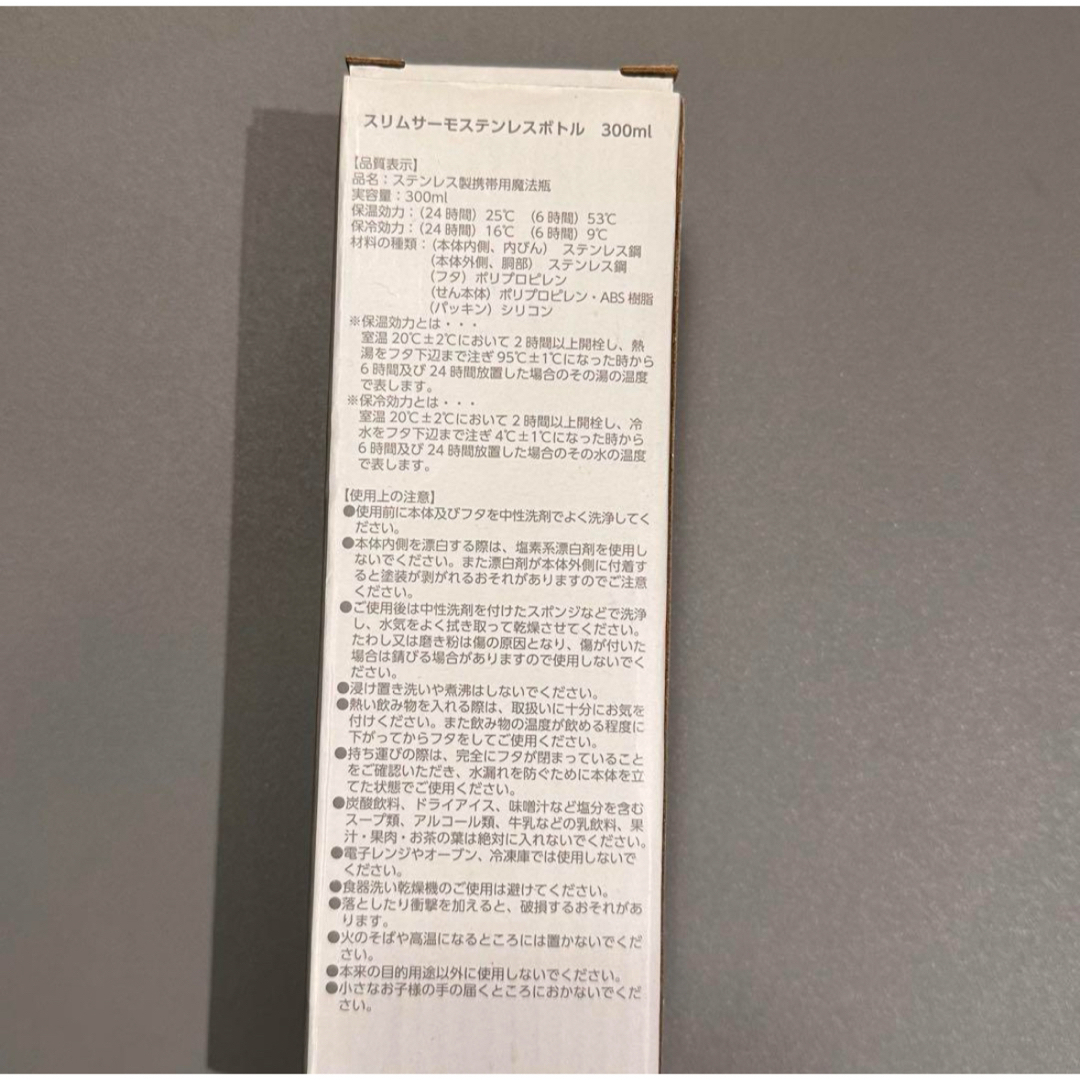 スリムサーモステンレスボトル 300ml
【品質表示】
品名：ステンレス製携帯用魔法瓶
実容量：300ml
保温効力：（24時間）25℃ （6時間）53℃
保冷効力：（24時間）16℃ （6時間）9℃
材料の種類：（本体内側、内びん） ステンレス鋼
（本体外側、胴部） ステンレス鋼
（フタ）ポリプロピレン
（せん本体）ポリプロピレン・ABS樹脂
（パッキン）シリコン
※保温効力とは・・・
室温20℃±2℃において2時間以上開栓し、熱
湯をフタ下辺まで注ぎ95℃±1℃になった時から
6時間及び24時間放置した場合のその湯の温度
で表します。
※保冷効力とは・・・
室温20℃±2℃において2時間以上開栓し、冷
水をフタ下辺まで注ぎ4℃±1℃になった時から
6時間及び24時間放置した場合のその水の温度
で表します。
【使用上の注意】
●使用前に本体及びフタを中性洗剤でよく洗浄してく
ださい。
●本体内側を漂白する際は、塩素系漂白剤を使用し
ないでください。また漂白剤が本体外側に付着す
ると塗装が剥がれるおそれがありますのでご注意
ください。
●ご使用後は中性洗剤を付けたスポンジなどで洗浄
し、水気をよく拭き取って乾燥させてください。
たわし又は磨き粉は傷の原因となり、傷が付いた
場合は錆びる場合がありますので使用しないでく
ださい。
●浸け置き洗いや煮沸はしないでください。
●熱い飲み物を入れる際は、取扱いに十分にお気を
付けください。また飲み物の温度が飲める程度に
下がってからフタをしてご使用ください。
●持ち運びの際は、完全にフタが閉まっていること
をご確認いただき、水漏れを防ぐために本体を立
てた状態でご使用ください。
●炭酸飲料、ドライアイス、味噌汁など塩分を含む
スープ類、アルコール類、牛乳などの乳飲料、果
汁・果肉・お茶の葉は絶対に入れないでください。
●電子レンジやオーブン、冷凍庫では使用しないで
ください。
●食器洗い乾燥機のご使用は避けてください。
●落としたり衝撃を加えると、破損するおそれがあ
ります。
●火のそばや高温になるところには置かないでくだ
さい。
●本来の目的用途以外に使用しないでください。
●小さなお子様の手の届くところにおかないでくだ
さい。